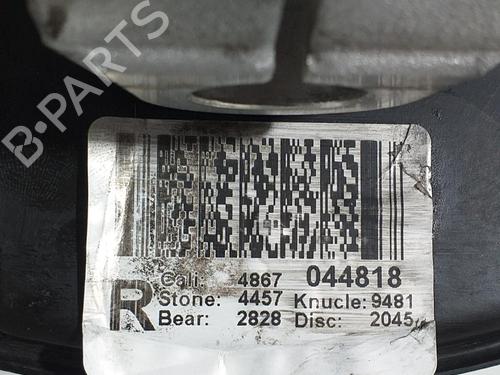 B-PARTS
Cali: 4867 044818
R Stone: 4457 Knucle: 9481
Bear: 2828 Disc: 2045